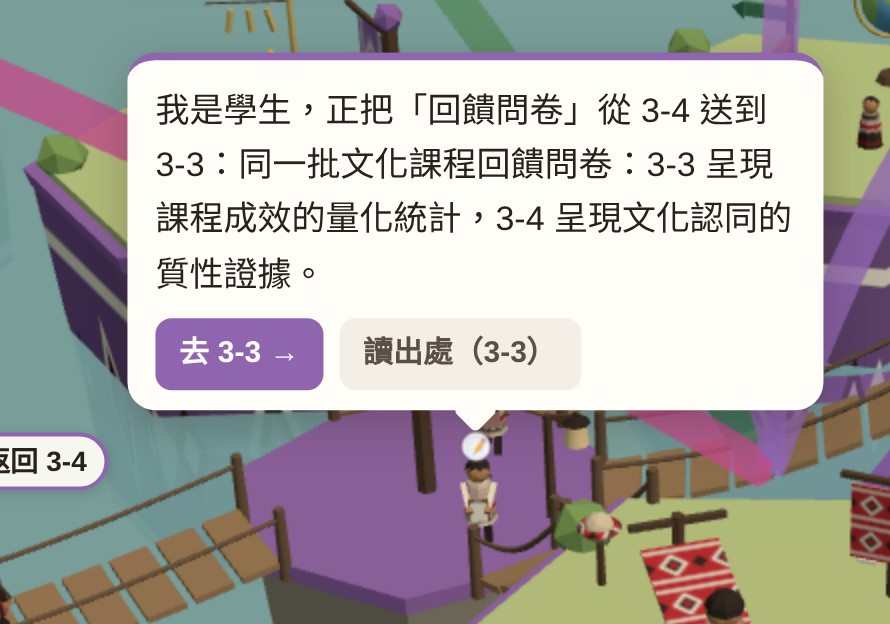 我是學生，正把「回饋問卷」從 3-4 送到
3-3：同一批文化課程回饋問卷：3-3 呈現
課程成效的量化統計，3-4 呈現文化認同的
質性證據。
去 3-3 →
讀出處（3-3）
返回 3-4